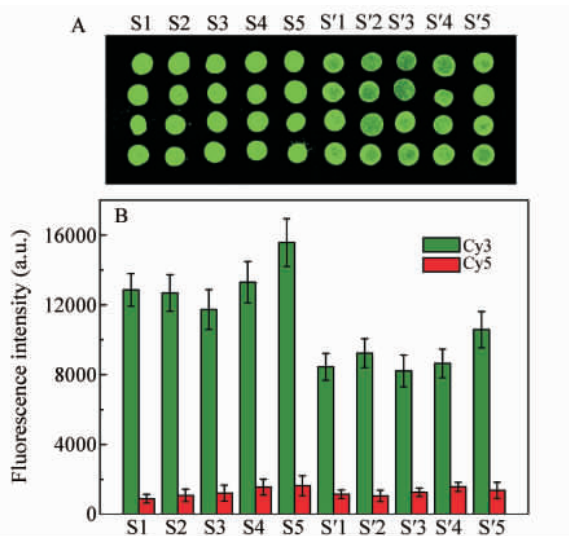 A S1 S2 S3 S4 S5 S'1 S'2 S'3 S'4 S'5
B
Cy3
Cy5
Fluorescence intensity (a.u.)
16000
12000
8000
4000
0
S1 S2 S3 S4 S5 S'1 S'2 S'3 S'4 S'5